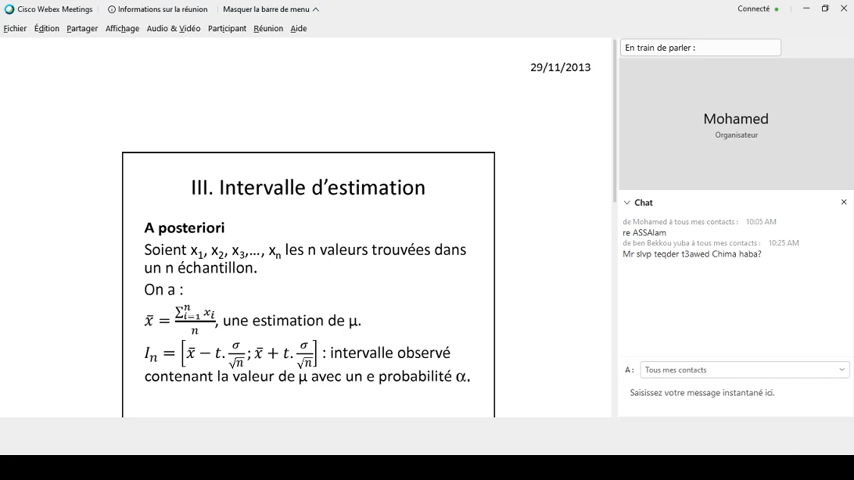 Cisco Webex Meetings
Informations sur la réunion
Masquer la barre de menu
Connecté
Fichier Édition Partager Affichage Audio & Vidéo Participant Réunion Aide
29/11/2013
III. Intervalle d'estimation
A posteriori
Soient x₁, x₂, x₃,..., xₙ les n valeurs trouvées dans
un n échantillon.
On a :
x̄ = ∑ᵢ₌₁ⁿ xᵢ / n, une estimation de μ.
Iₙ = [x̄ − t. σ/√n ; x̄ + t. σ/√n] : intervalle observé
contenant la valeur de μ avec un e probabilité α.
En train de parler :
Mohamed
Organisateur
Chat
de Mohamed à tous mes contacts : 10:05 AM
re ASSAlam
de ben Bekkou yuba à tous mes contacts : 10:25 AM
Mr slvp teqder t3awed Chima haba?
À : Tous mes contacts
Saisissez votre message instantané ici.